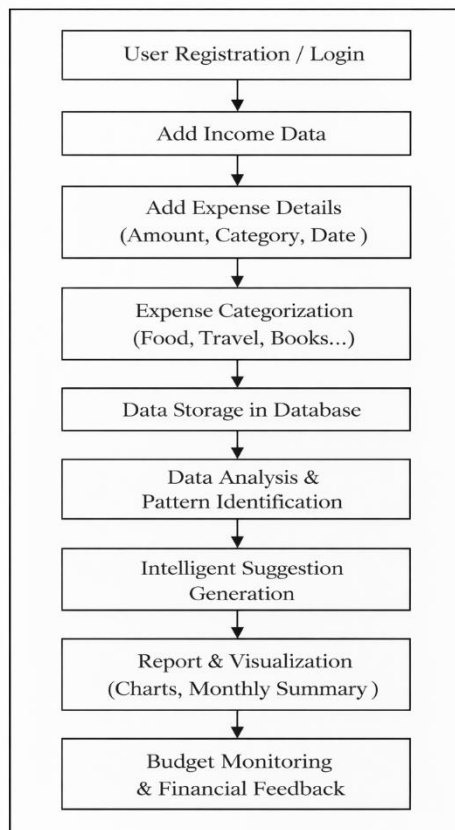 User Registration / Login
Add Income Data
Add Expense Details
(Amount, Category, Date )
Expense Categorization
(Food, Travel, Books...)
Data Storage in Database
Data Analysis &
Pattern Identification
Intelligent Suggestion
Generation
Report & Visualization
(Charts, Monthly Summary )
Budget Monitoring
& Financial Feedback